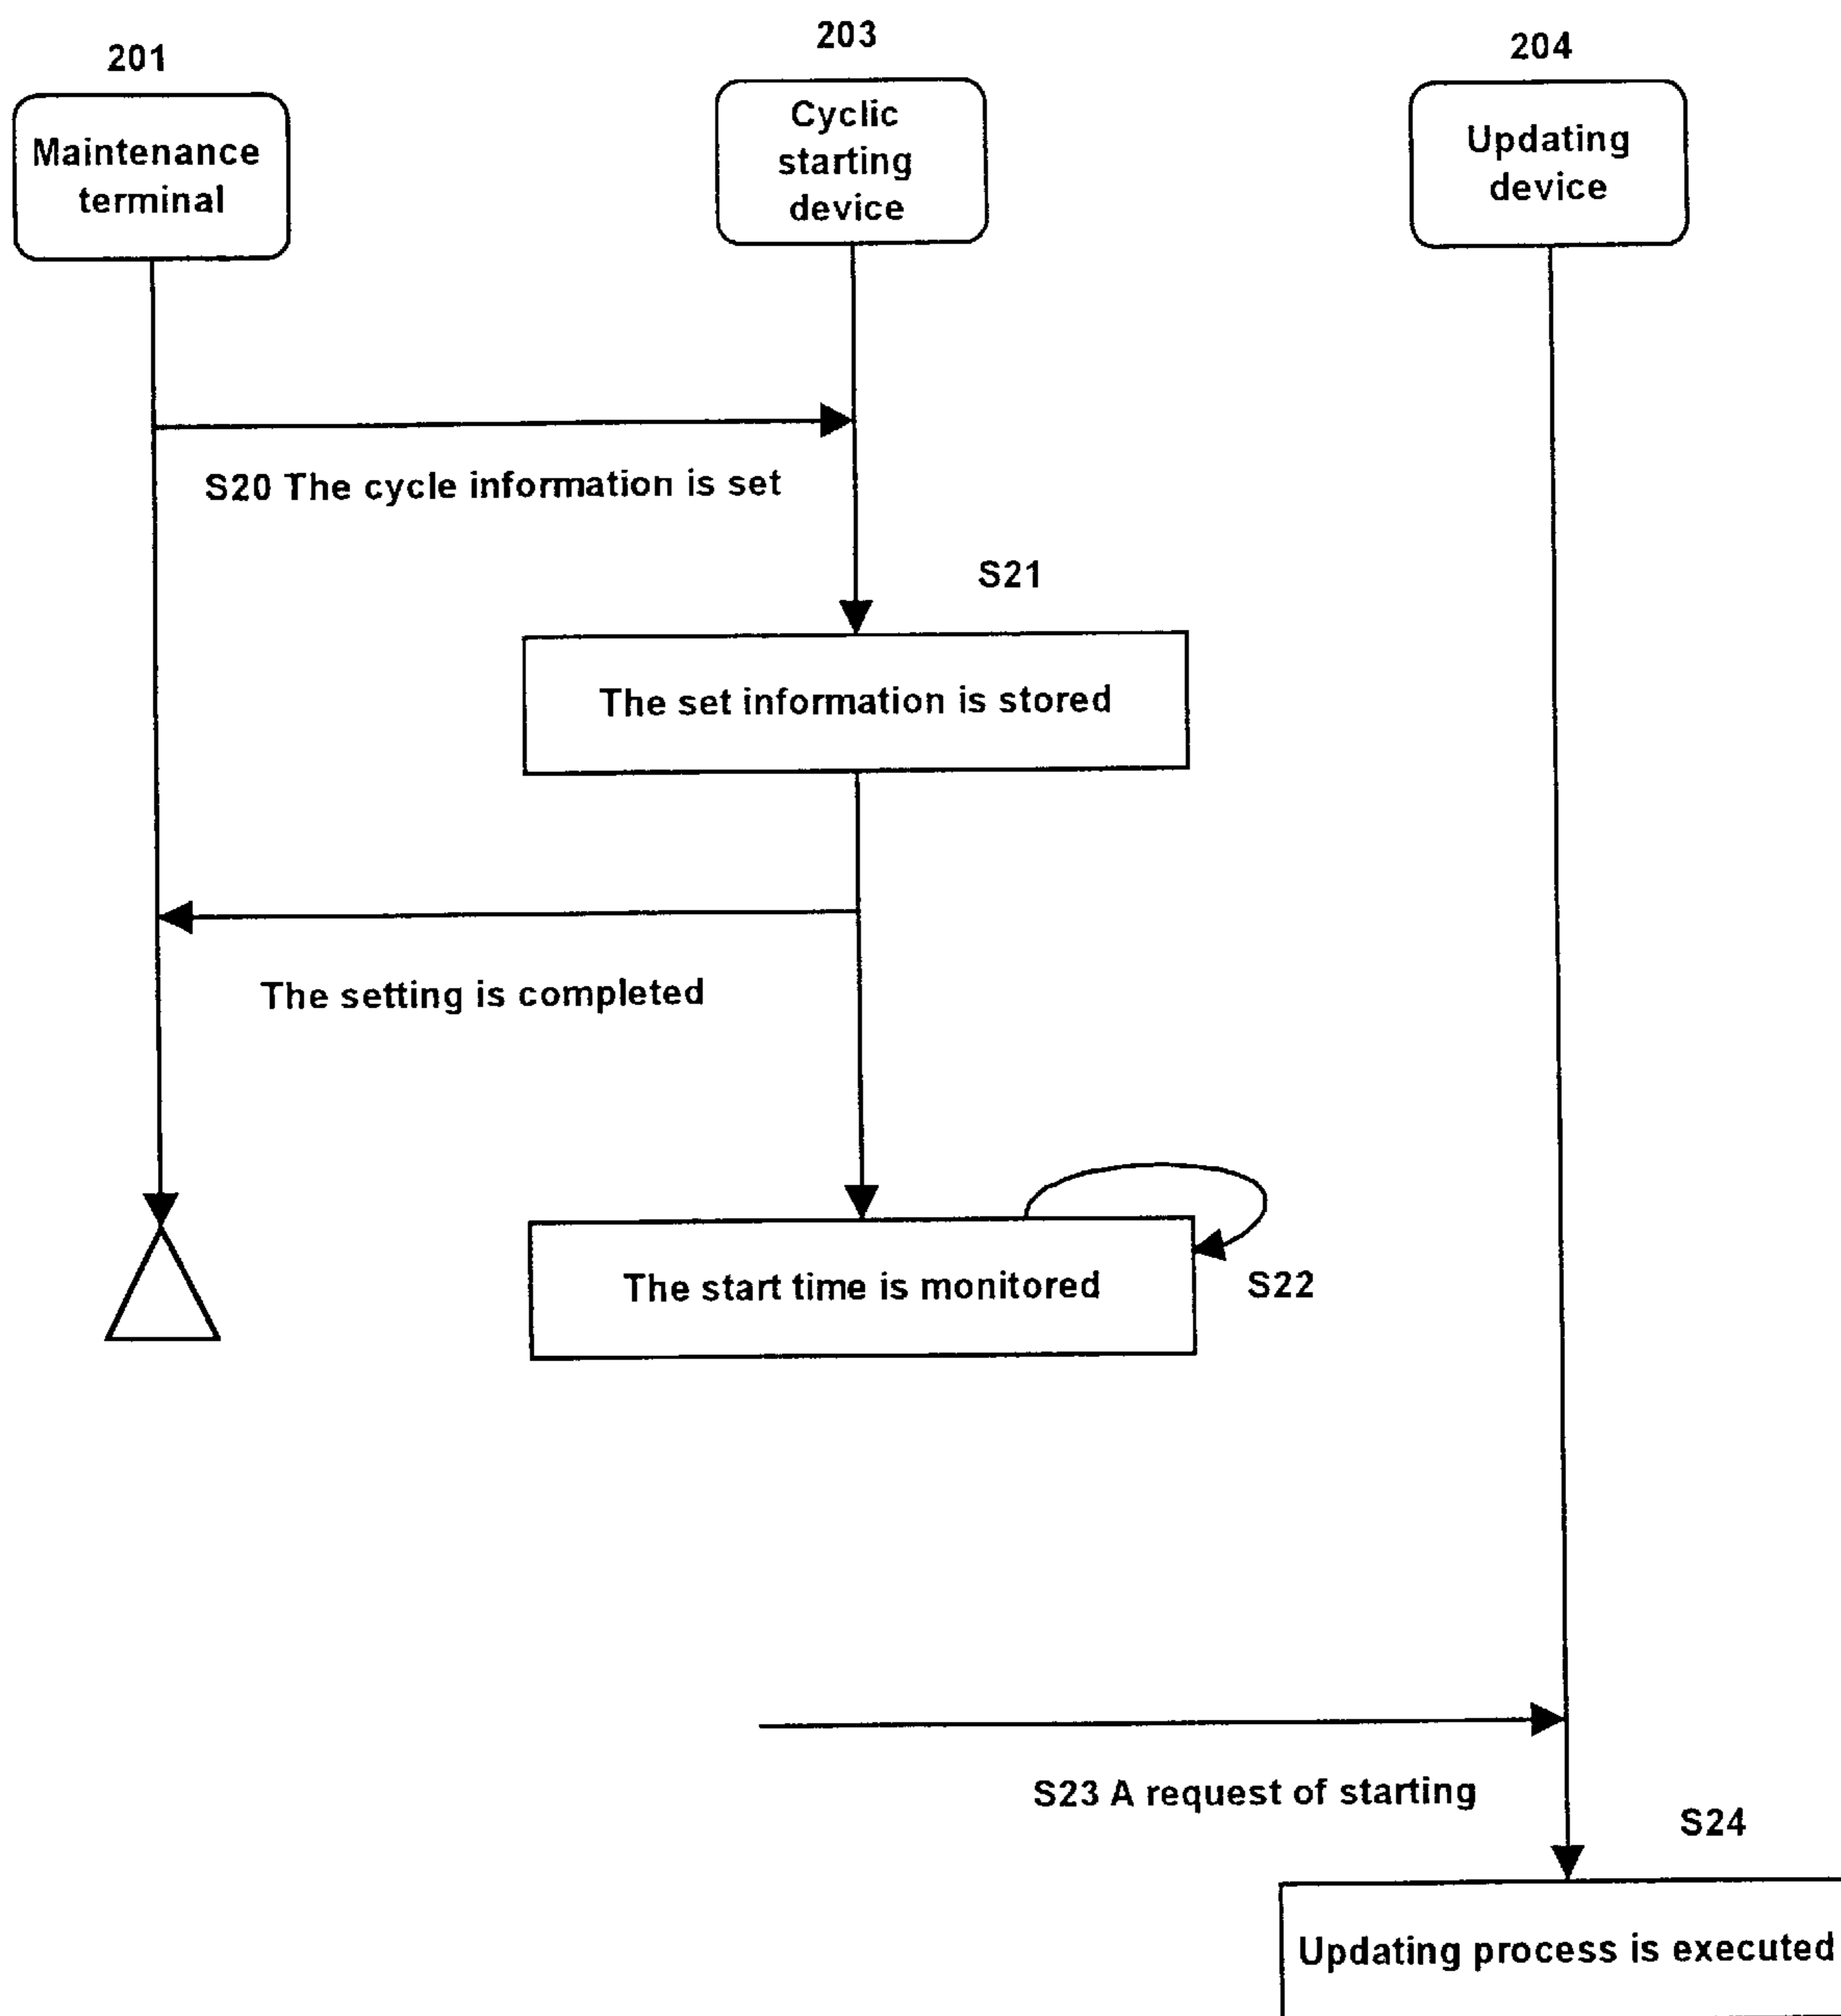 201
203
204
Maintenance
terminal
Cyclic
starting
device
Updating
device
S20 The cycle information is set
S21
The set information is stored
The setting is completed
The start time is monitored
S22
S23 A request of starting
S24
Updating process is executed